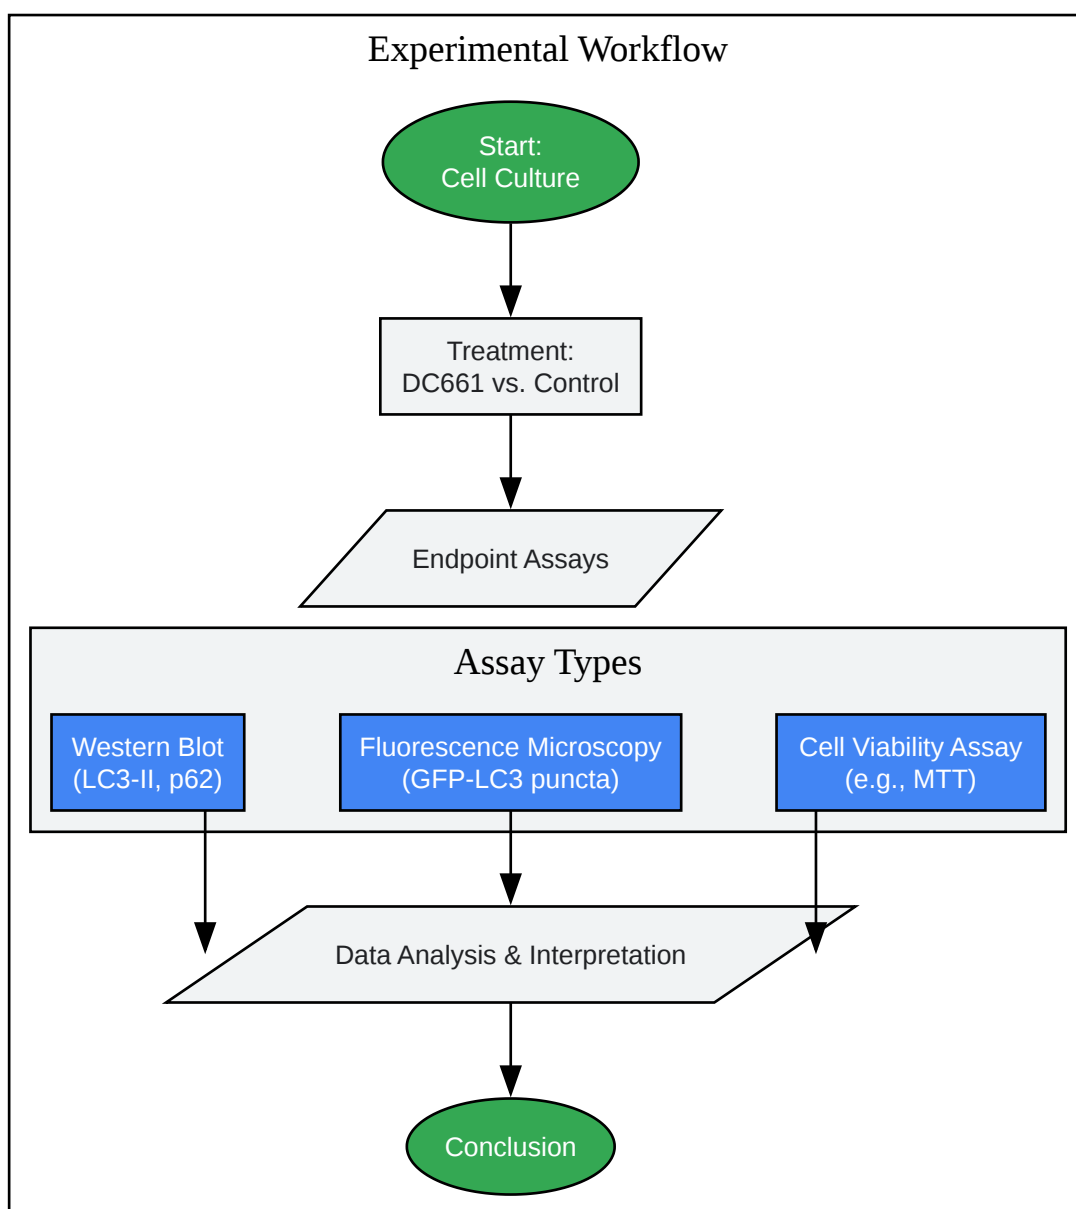 Experimental Workflow
Start:
Cell Culture
Treatment:
DC661 vs. Control
Endpoint Assays
Assay Types
Western Blot
(LC3-II, p62)
Fluorescence Microscopy
(GFP-LC3 puncta)
Cell Viability Assay
(e.g., MTT)
Data Analysis & Interpretation
Conclusion